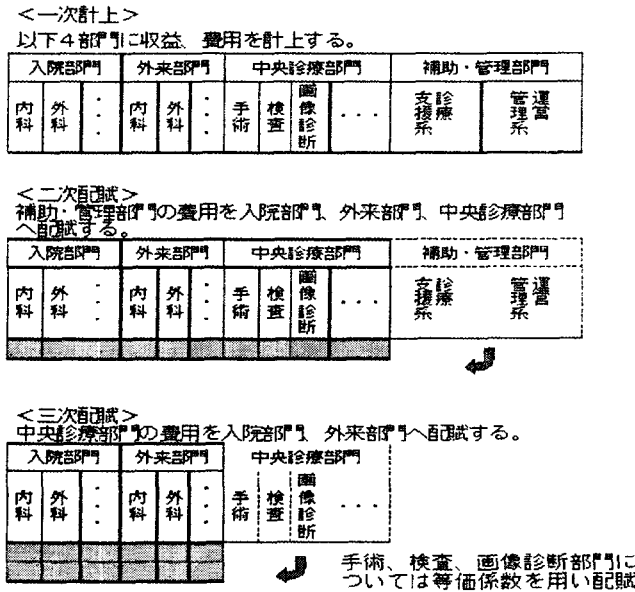 ＜一次計上＞
以下４部門に収益、費用を計上する。
入院部門 外来部門 中央診療部門 補助・管理部門
内科 外科 ・・・ 内科 外科 ・・・ 手術 検査 画像診断 ・・・ 診療支援系 運営管理系
＜二次配賦＞
補助・管理部門の費用を入院部門、外来部門、中央診療部門
へ配賦する。
入院部門 外来部門 中央診療部門 補助・管理部門
内科 外科 ・・・ 内科 外科 ・・・ 手術 検査 画像診断 ・・・ 診療支援系 運営管理系
＜三次配賦＞
中央診療部門の費用を入院部門、外来部門へ配賦する。
入院部門 外来部門 中央診療部門
内科 外科 ・・・ 内科 外科 ・・・ 手術 検査 画像診断 ・・・
手術、検査、画像診断部門に
ついては等価係数を用い配賦